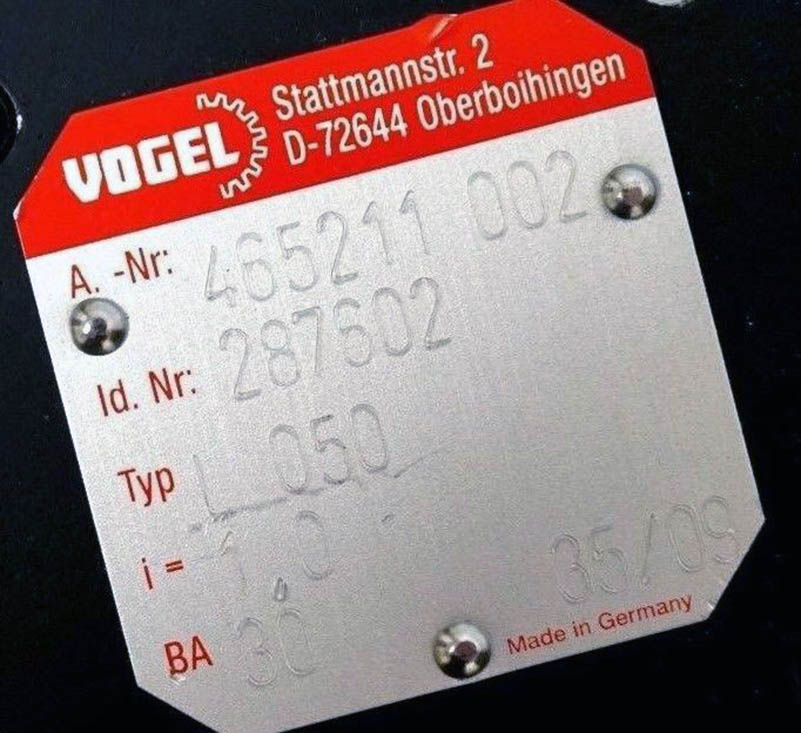 VOGEL
Stattmannstr. 2
D-72644 Oberboihingen
A. -Nr: 465211 002
Id. Nr: 287602
Typ L 050
i = 1,0
BA 30
35/09
Made in Germany